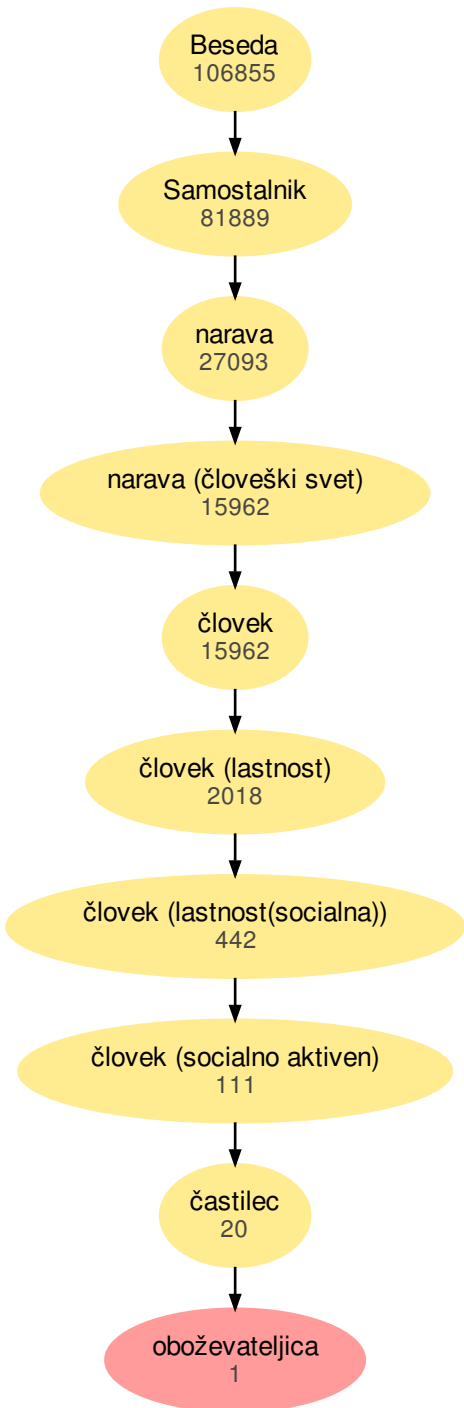 Beseda
106855
Samostalnik
81889
narava
27093
narava (človeški svet)
15962
človek
15962
človek (lastnost)
2018
človek (lastnost(socialna))
442
človek (socialno aktiven)
111
častilec
20
oboževateljica
1